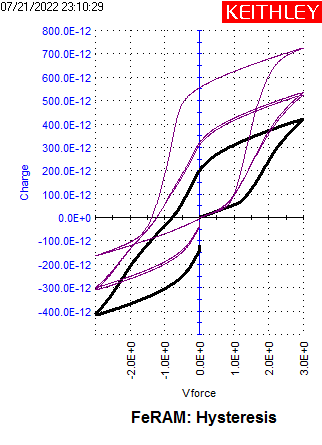 07/21/2022 23:10:29
KEITHLEY
800.0E-12
700.0E-12
600.0E-12
500.0E-12
400.0E-12
300.0E-12
200.0E-12
100.0E-12
0.0E+0
-100.0E-12
-200.0E-12
-300.0E-12
-400.0E-12
Charge
-2.0E+0
-1.0E+0
0.0E+0
1.0E+0
2.0E+0
3.0E+0
Vforce
FeRAM: Hysteresis